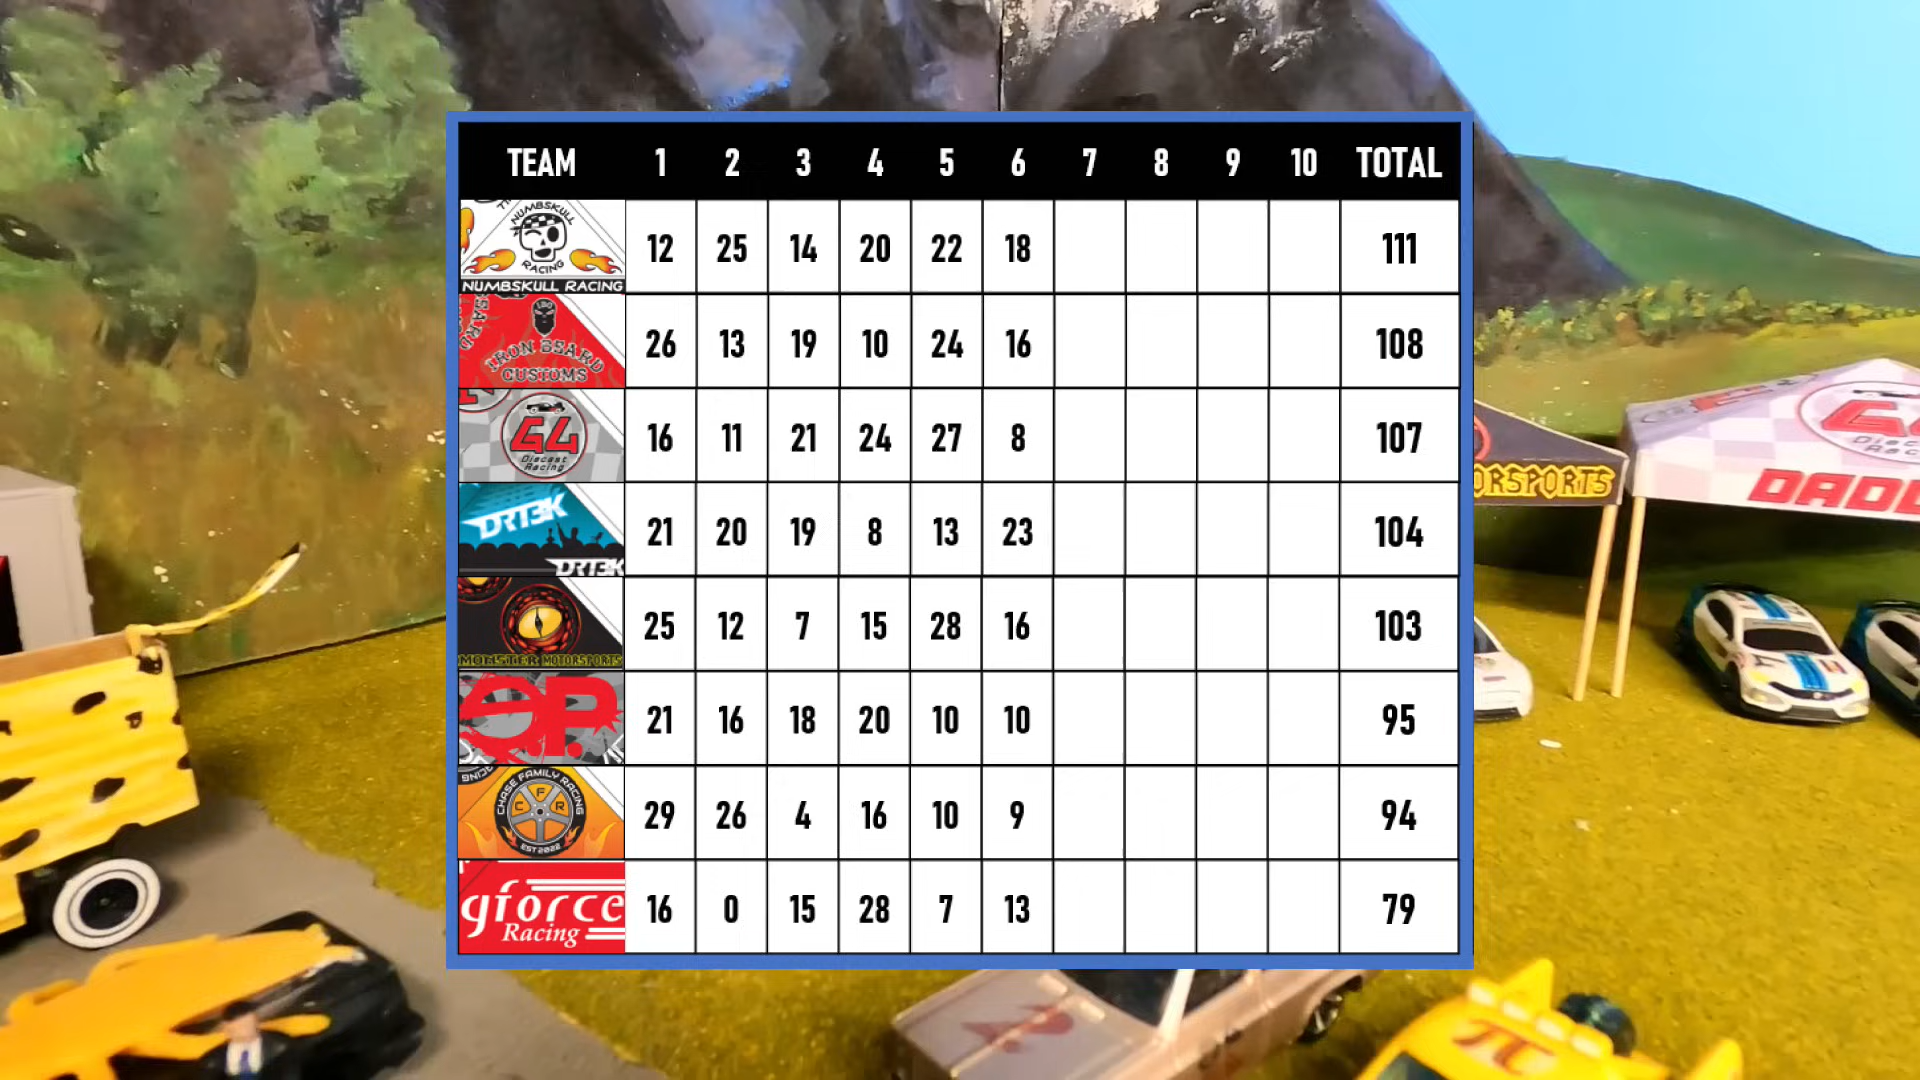 TEAM 1 2 3 4 5 6 7 8 9 10 TOTAL
NUMBSKULL
RACING
NUMBSKULL RACING
12 25 14 20 22 18 111
IRON BEARD
CUSTOMS
26 13 19 10 24 16 108
G4
Diecast
Racing
16 11 21 24 27 8 107
DRT3K
DRT3K
21 20 19 8 13 23 104
MONSTER MOTORSPORTS
25 12 7 15 28 16 103
21 16 18 20 10 10 95
CHASE FAMILY RACING
C F R
EST 2022
29 26 4 16 10 9 94
gforce
Racing
16 0 15 28 7 13 79
π